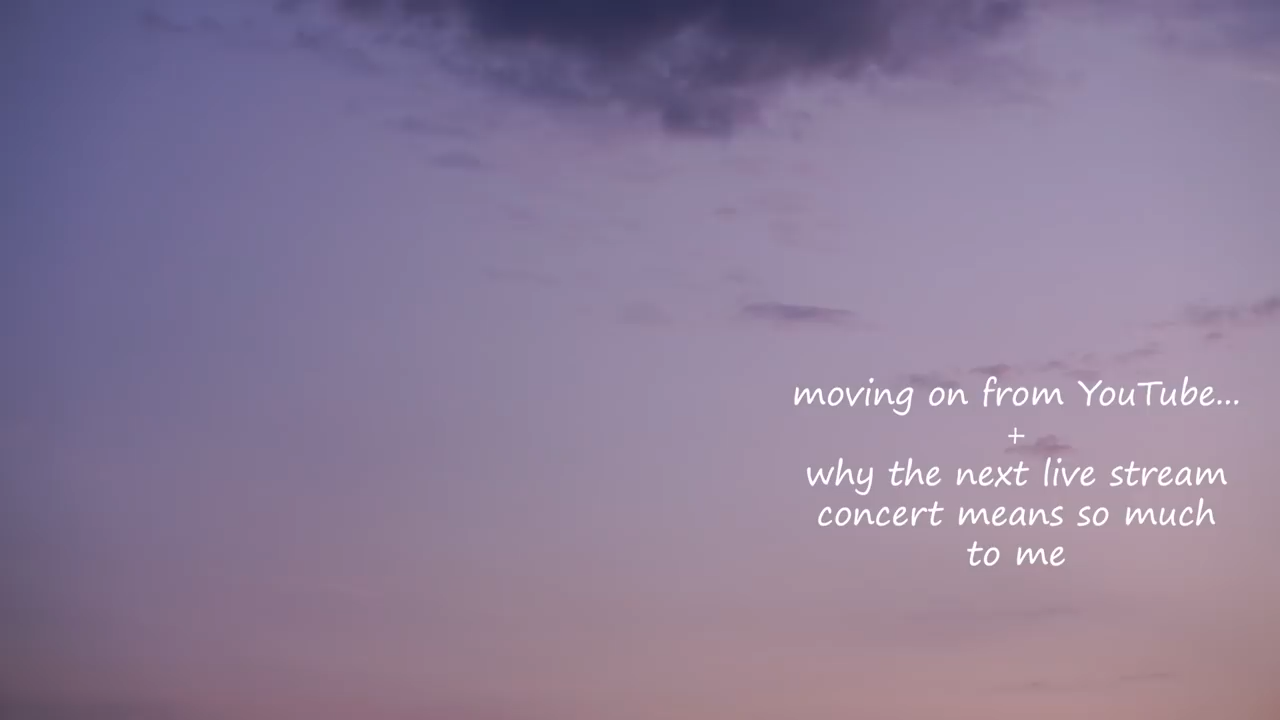 moving on from YouTube...
+
why the next live stream
concert means so much
to me